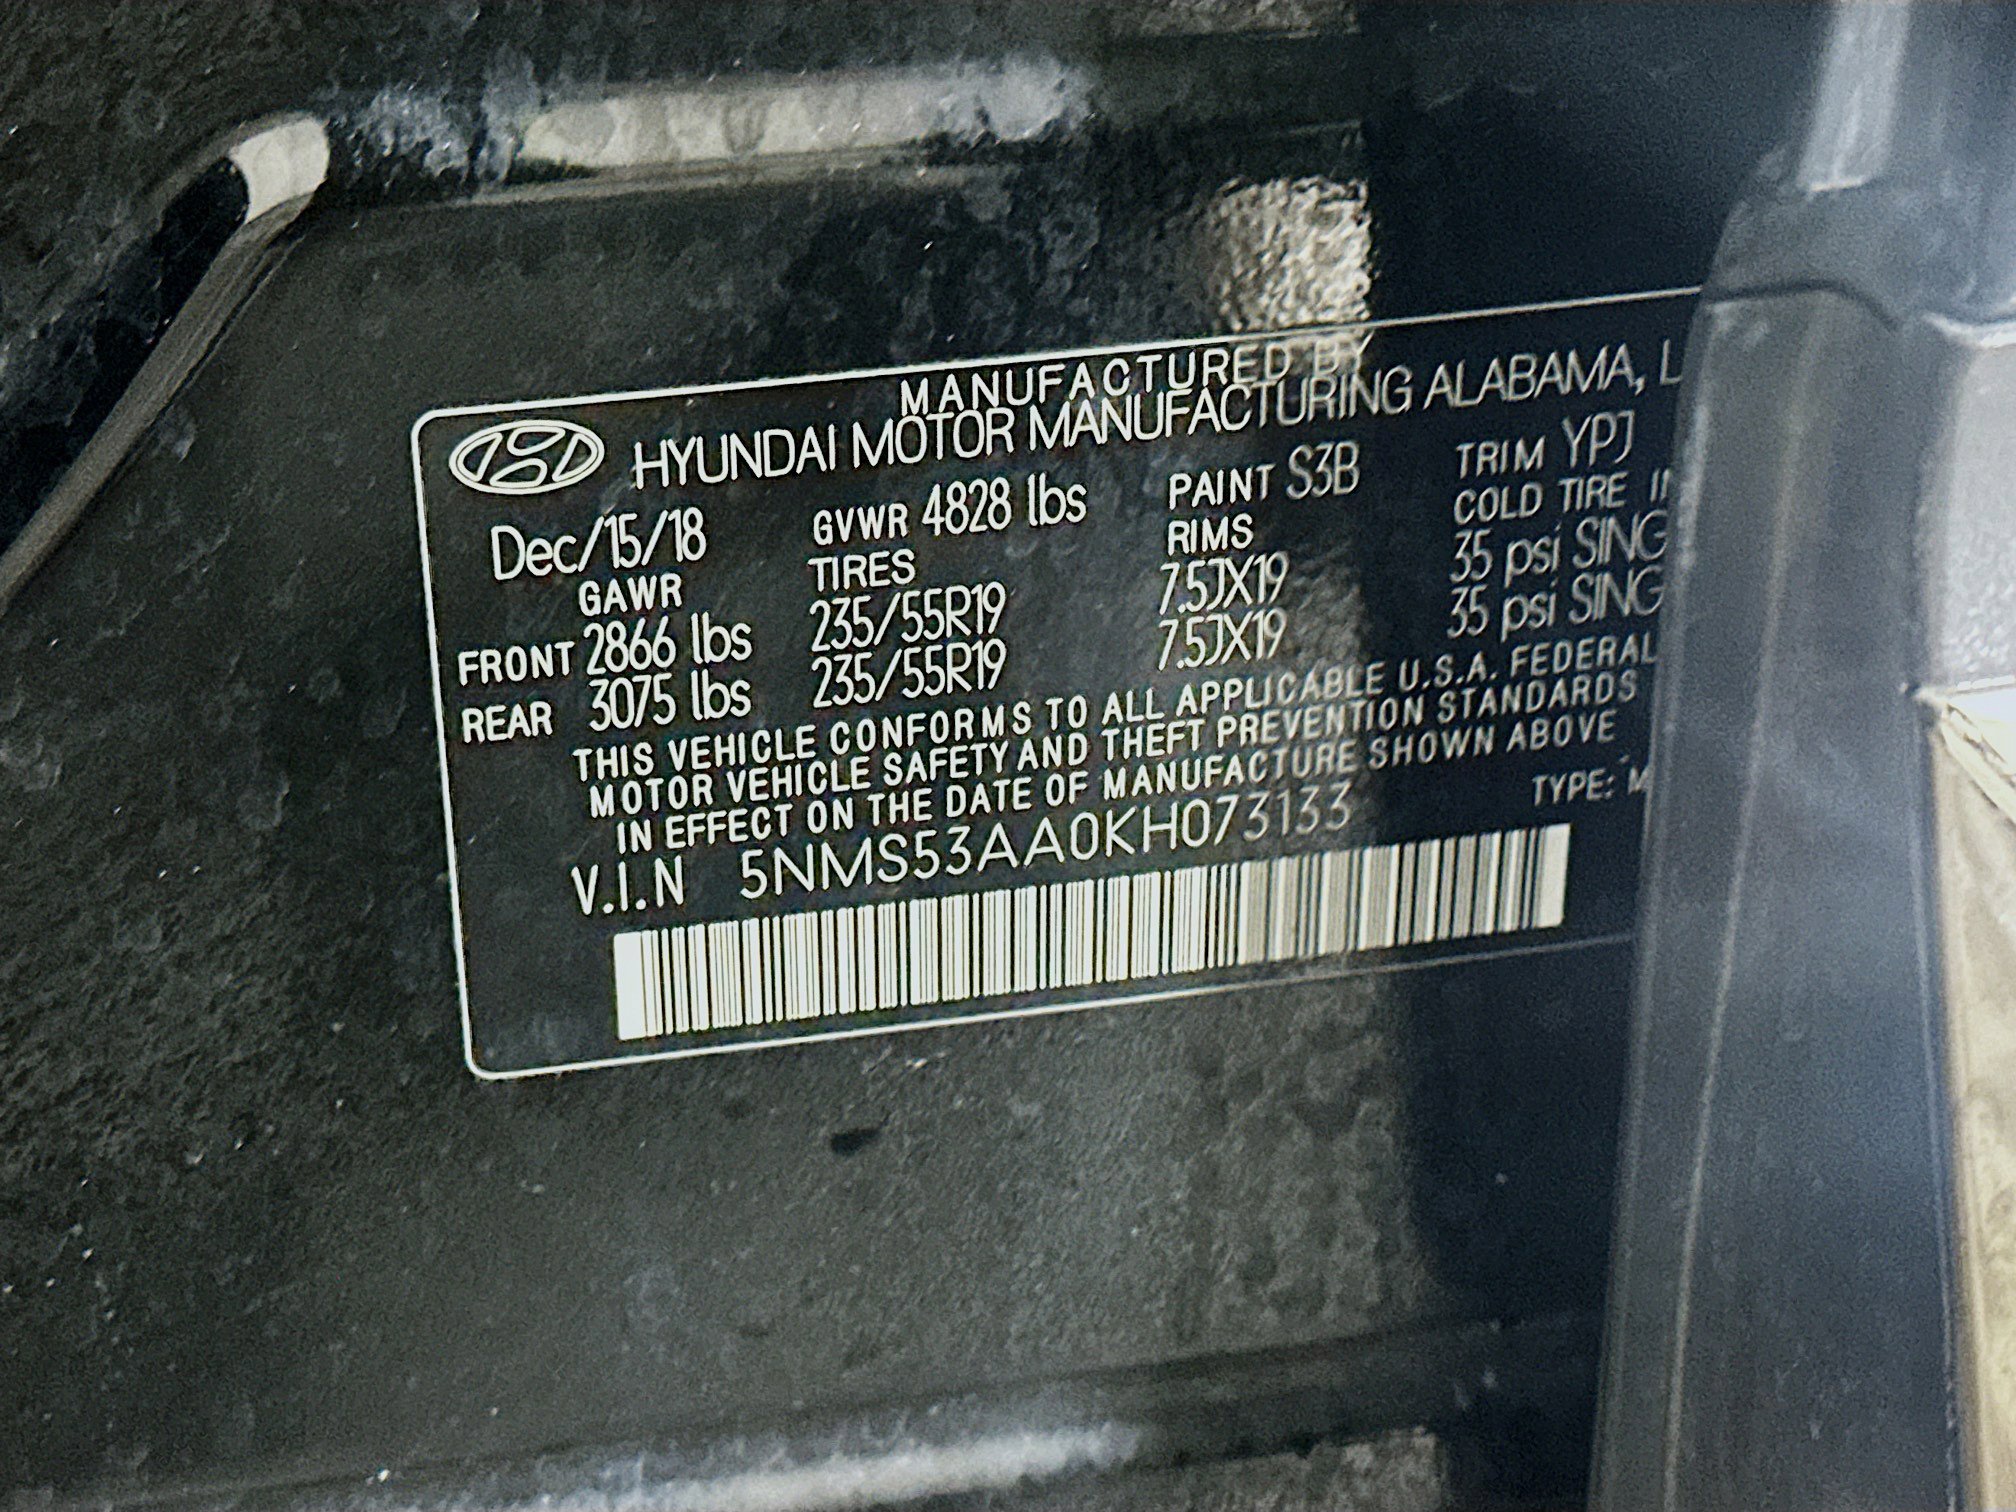 MANUFACTURED BY
HYUNDAI MOTOR MANUFACTURING ALABAMA, L
Dec/15/18 GVWR 4828 lbs PAINT S3B TRIM YPJ
GAWR TIRES RIMS COLD TIRE
FRONT 2866 lbs 235/55R19 7.5JX19 35 psi SING
REAR 3075 lbs 235/55R19 7.5JX19 35 psi SING
THIS VEHICLE CONFORMS TO ALL APPLICABLE U.S.A. FEDERAL
MOTOR VEHICLE SAFETY AND THEFT PREVENTION STANDARDS
IN EFFECT ON THE DATE OF MANUFACTURE SHOWN ABOVE
V.I.N 5NMS53AA0KH073133 TYPE: M